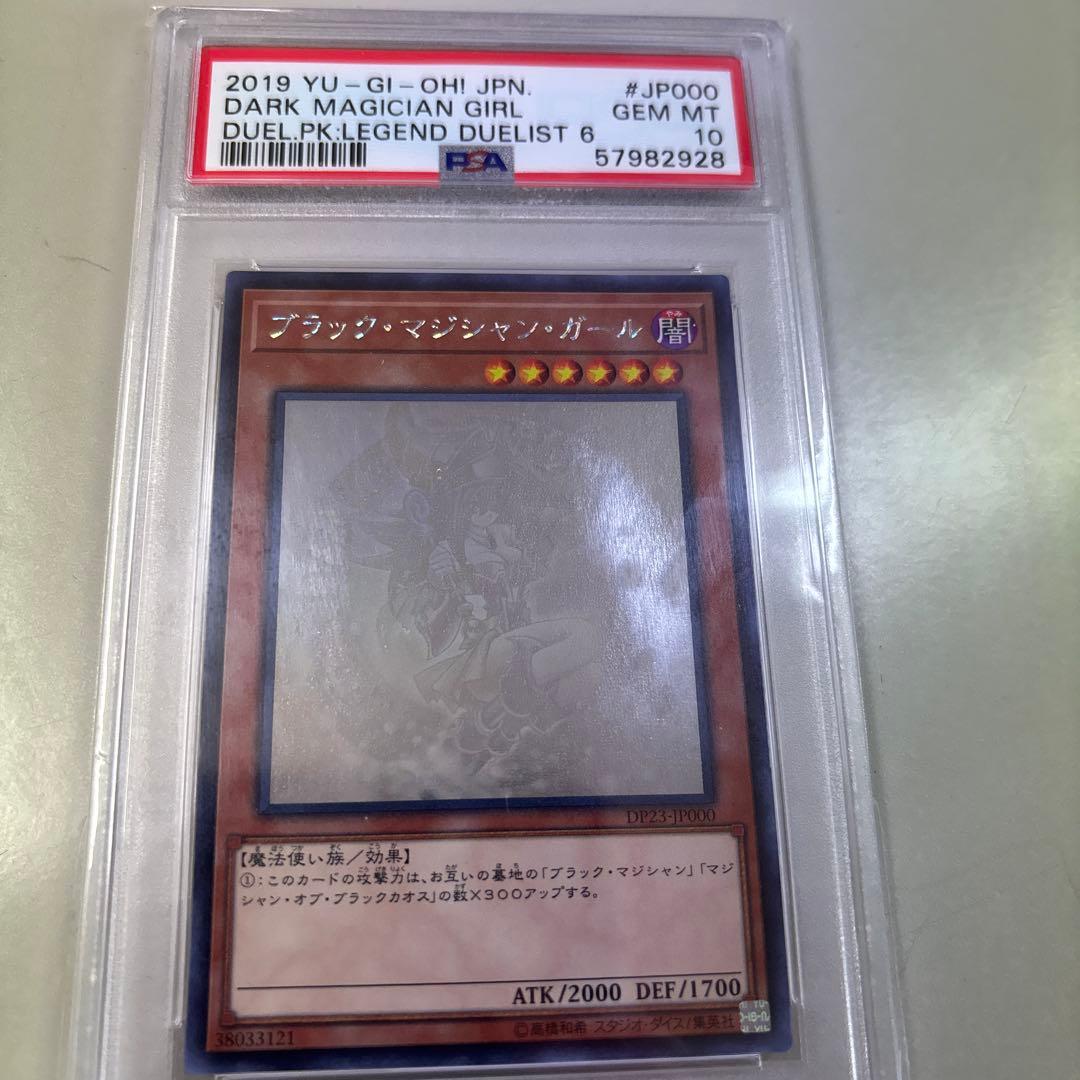 2019 YU-GI-OH! JPN. #JP000
DARK MAGICIAN GIRL GEM MT
DUEL.PK:LEGEND DUELIST 6 10
PSA 57982928
ブラック・マジシャン・ガール 闇
やみ
DP23-JP000
【魔法使い族／効果】
①：このカードの攻撃力は、お互いの墓地の「ブラック・マジシャン」「マジ
シャン・オブ・ブラックカオス」の数×300アップする。
ATK/2000 DEF/1700
38033121 ©高橋和希 スタジオ・ダイス/集英社